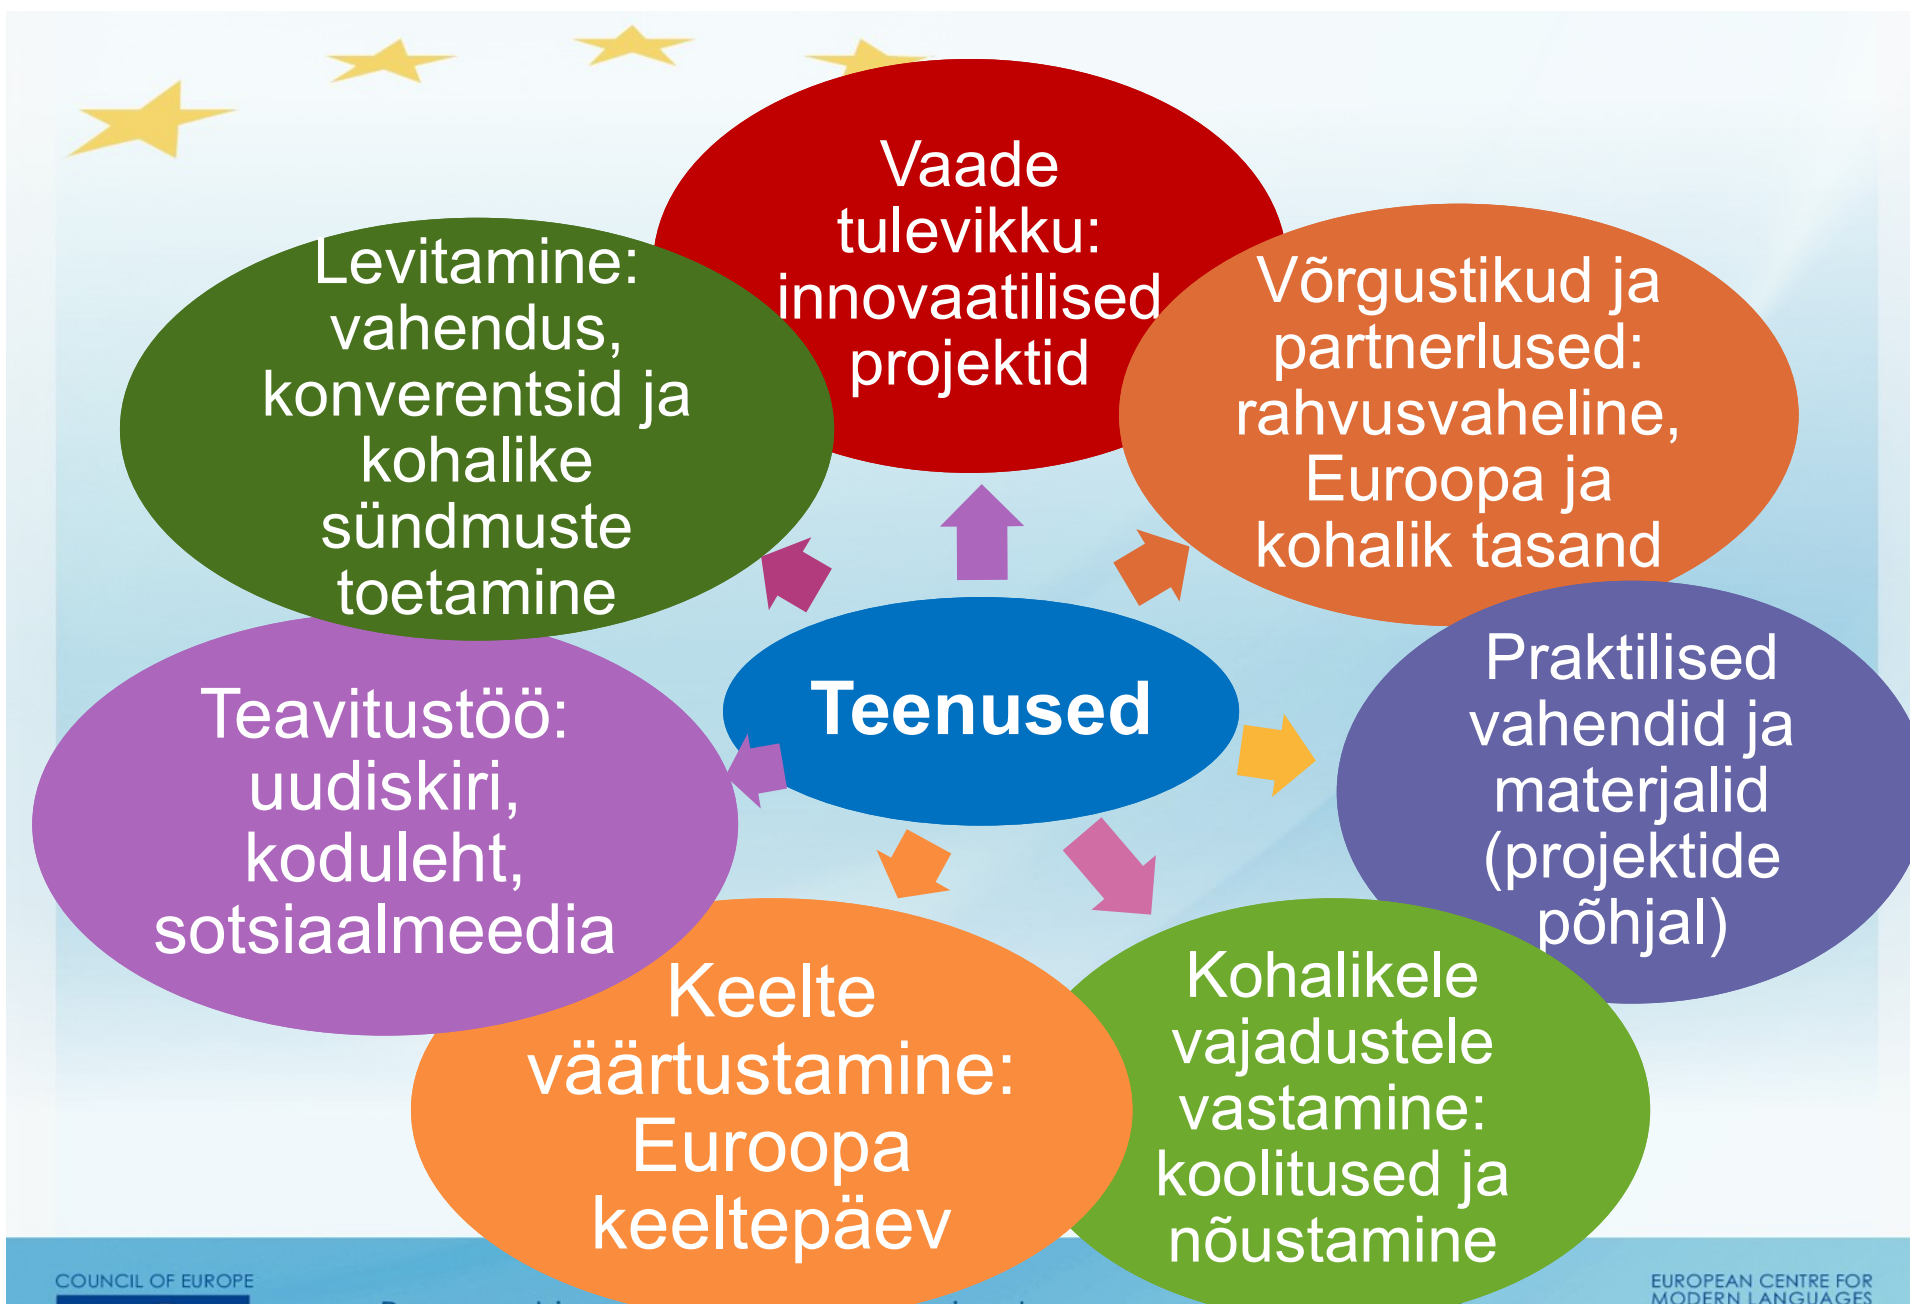 Vaade
tulevikku:
innovaatilised
projektid
Võrgustikud ja
partnerlused:
rahvusvaheline,
Euroopa ja
kohalik tasand
Praktilised
vahendid ja
materjalid
(projektide
põhjal)
Kohalikele
vajadustele
vastamine:
koolitused ja
nõustamine
Keelte
väärtustamine:
Euroopa
keeltepäev
Teavitustöö:
uudiskiri,
koduleht,
sotsiaalmeedia
Levitamine:
vahendus,
konverentsid ja
kohalike
sündmuste
toetamine
Teenused
COUNCIL OF EUROPE
EUROPEAN CENTRE FOR
MODERN LANGUAGES